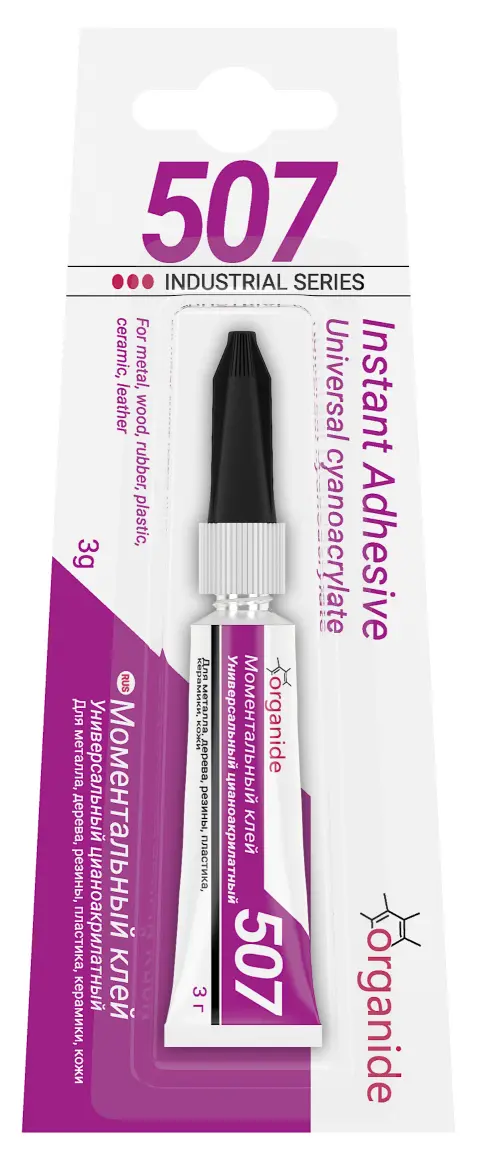 507
INDUSTRIAL SERIES
Instant Adhesive
Universal cyanoacrylate
For metal, wood, rubber, plastic,
ceramic, leather
3g
RUS Моментальный клей
Универсальный цианоакрилатный
Для металла, дерева, резины, пластика, керамики, кожи
organide
Моментальный клей
Универсальный цианоакрилатный
Для металла, дерева, резины, пластика,
керамики, кожи
507
3 г
organide